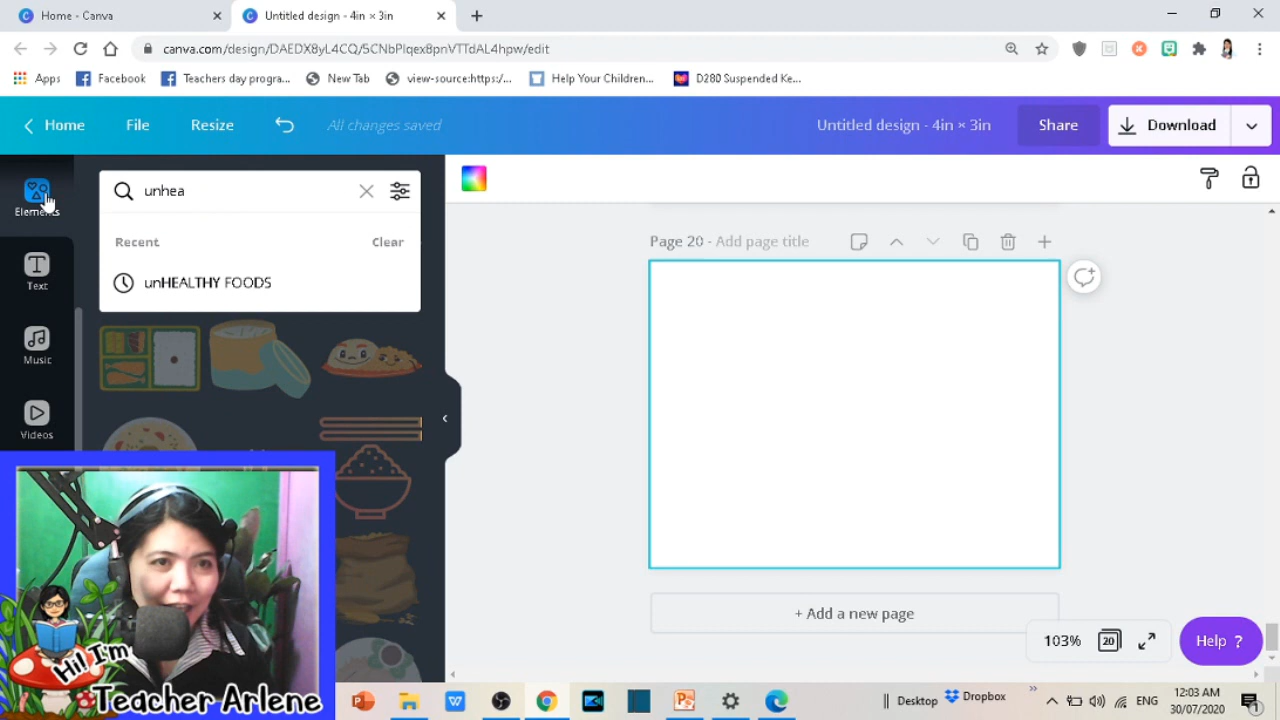 Home - Canva
Untitled design - 4in × 3in
canva.com/design/DAEDX8yL4CQ/5CNbPlqex8pnVTTdAL4hpw/edit
Apps
Facebook
Teachers day progra...
New Tab
view-source:https:/...
Help Your Children...
D280 Suspended Ke...
Home
File
Resize
All changes saved
Untitled design - 4in × 3in
Share
Download
Elements
Text
Music
Videos
unhea
Recent
Clear
unHEALTHY FOODS
Page 20 - Add page title
+ Add a new page
103%
20
Help ?
Hi! I'm
Teacher Arlene
Desktop
Dropbox
ENG
12:03 AM
30/07/2020
1